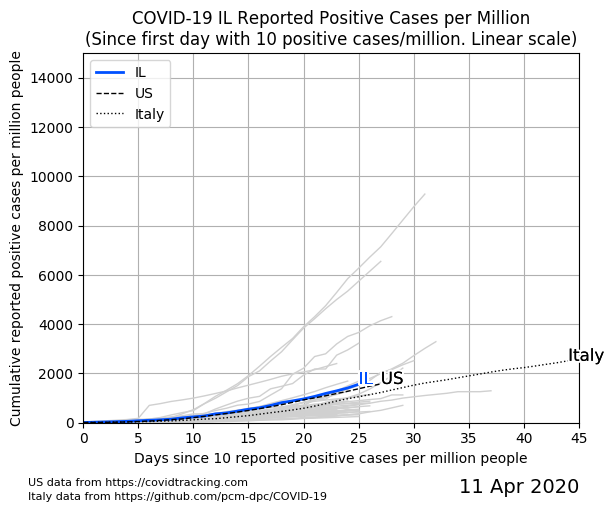 COVID-19 IL Reported Positive Cases per Million
(Since first day with 10 positive cases/million. Linear scale)
Cumulative reported positive cases per million people
14000
12000
10000
8000
6000
4000
2000
0
IL
US
Italy
IL
US
Italy
0 5 10 15 20 25 30 35 40 45
Days since 10 reported positive cases per million people
US data from https://covidtracking.com
Italy data from https://github.com/pcm-dpc/COVID-19
11 Apr 2020